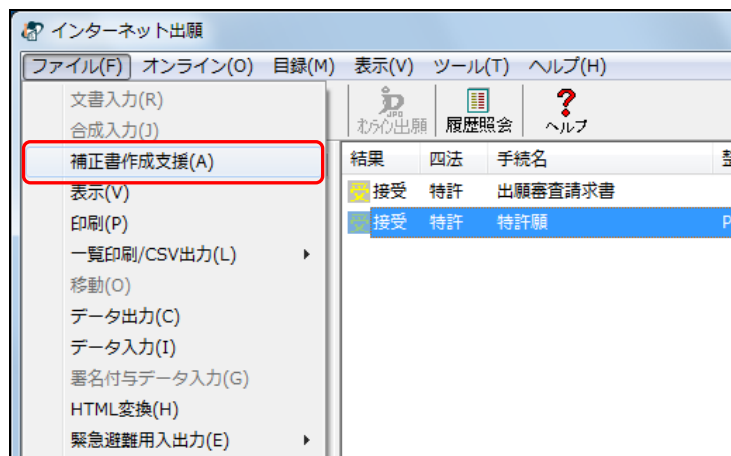 インターネット出願
ファイル(F) オンライン(O) 目録(M) 表示(V) ツール(T) ヘルプ(H)
文書入力(R)
合成入力(J)
補正書作成支援(A)
表示(V)
印刷(P)
一覧印刷/CSV出力(L)
移動(O)
データ出力(C)
データ入力(I)
署名付与データ入力(G)
HTML変換(H)
緊急避難用入出力(E)
JPO
オンライン出願 履歴照会 ヘルプ
結果 四法 手続名 整
受 接受 特許 出願審査請求書
受 接受 特許 特許願 P